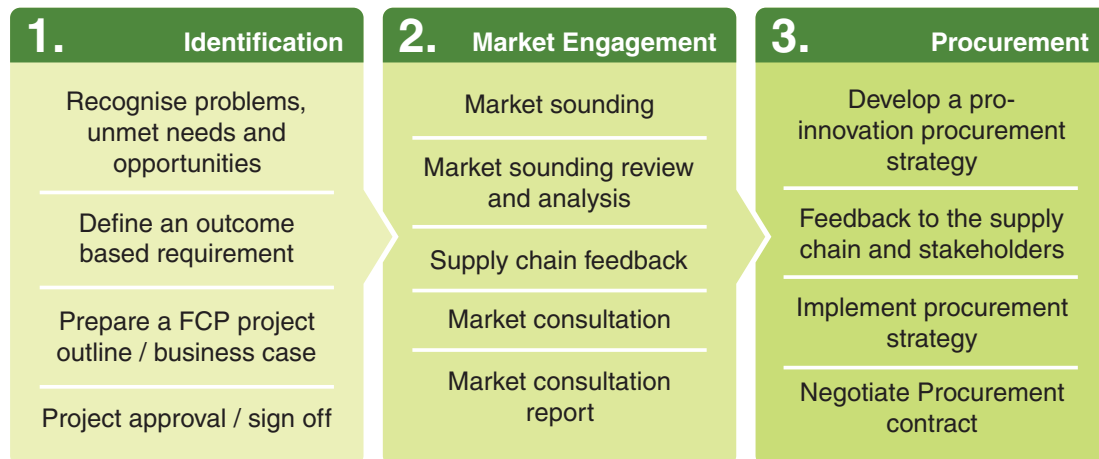 1. Identification
Recognise problems,
unmet needs and
opportunities
Define an outcome
based requirement
Prepare a FCP project
outline / business case
Project approval / sign off
2. Market Engagement
Market sounding
Market sounding review
and analysis
Supply chain feedback
Market consultation
Market consultation
report
3. Procurement
Develop a pro-
innovation procurement
strategy
Feedback to the supply
chain and stakeholders
Implement procurement
strategy
Negotiate Procurement
contract